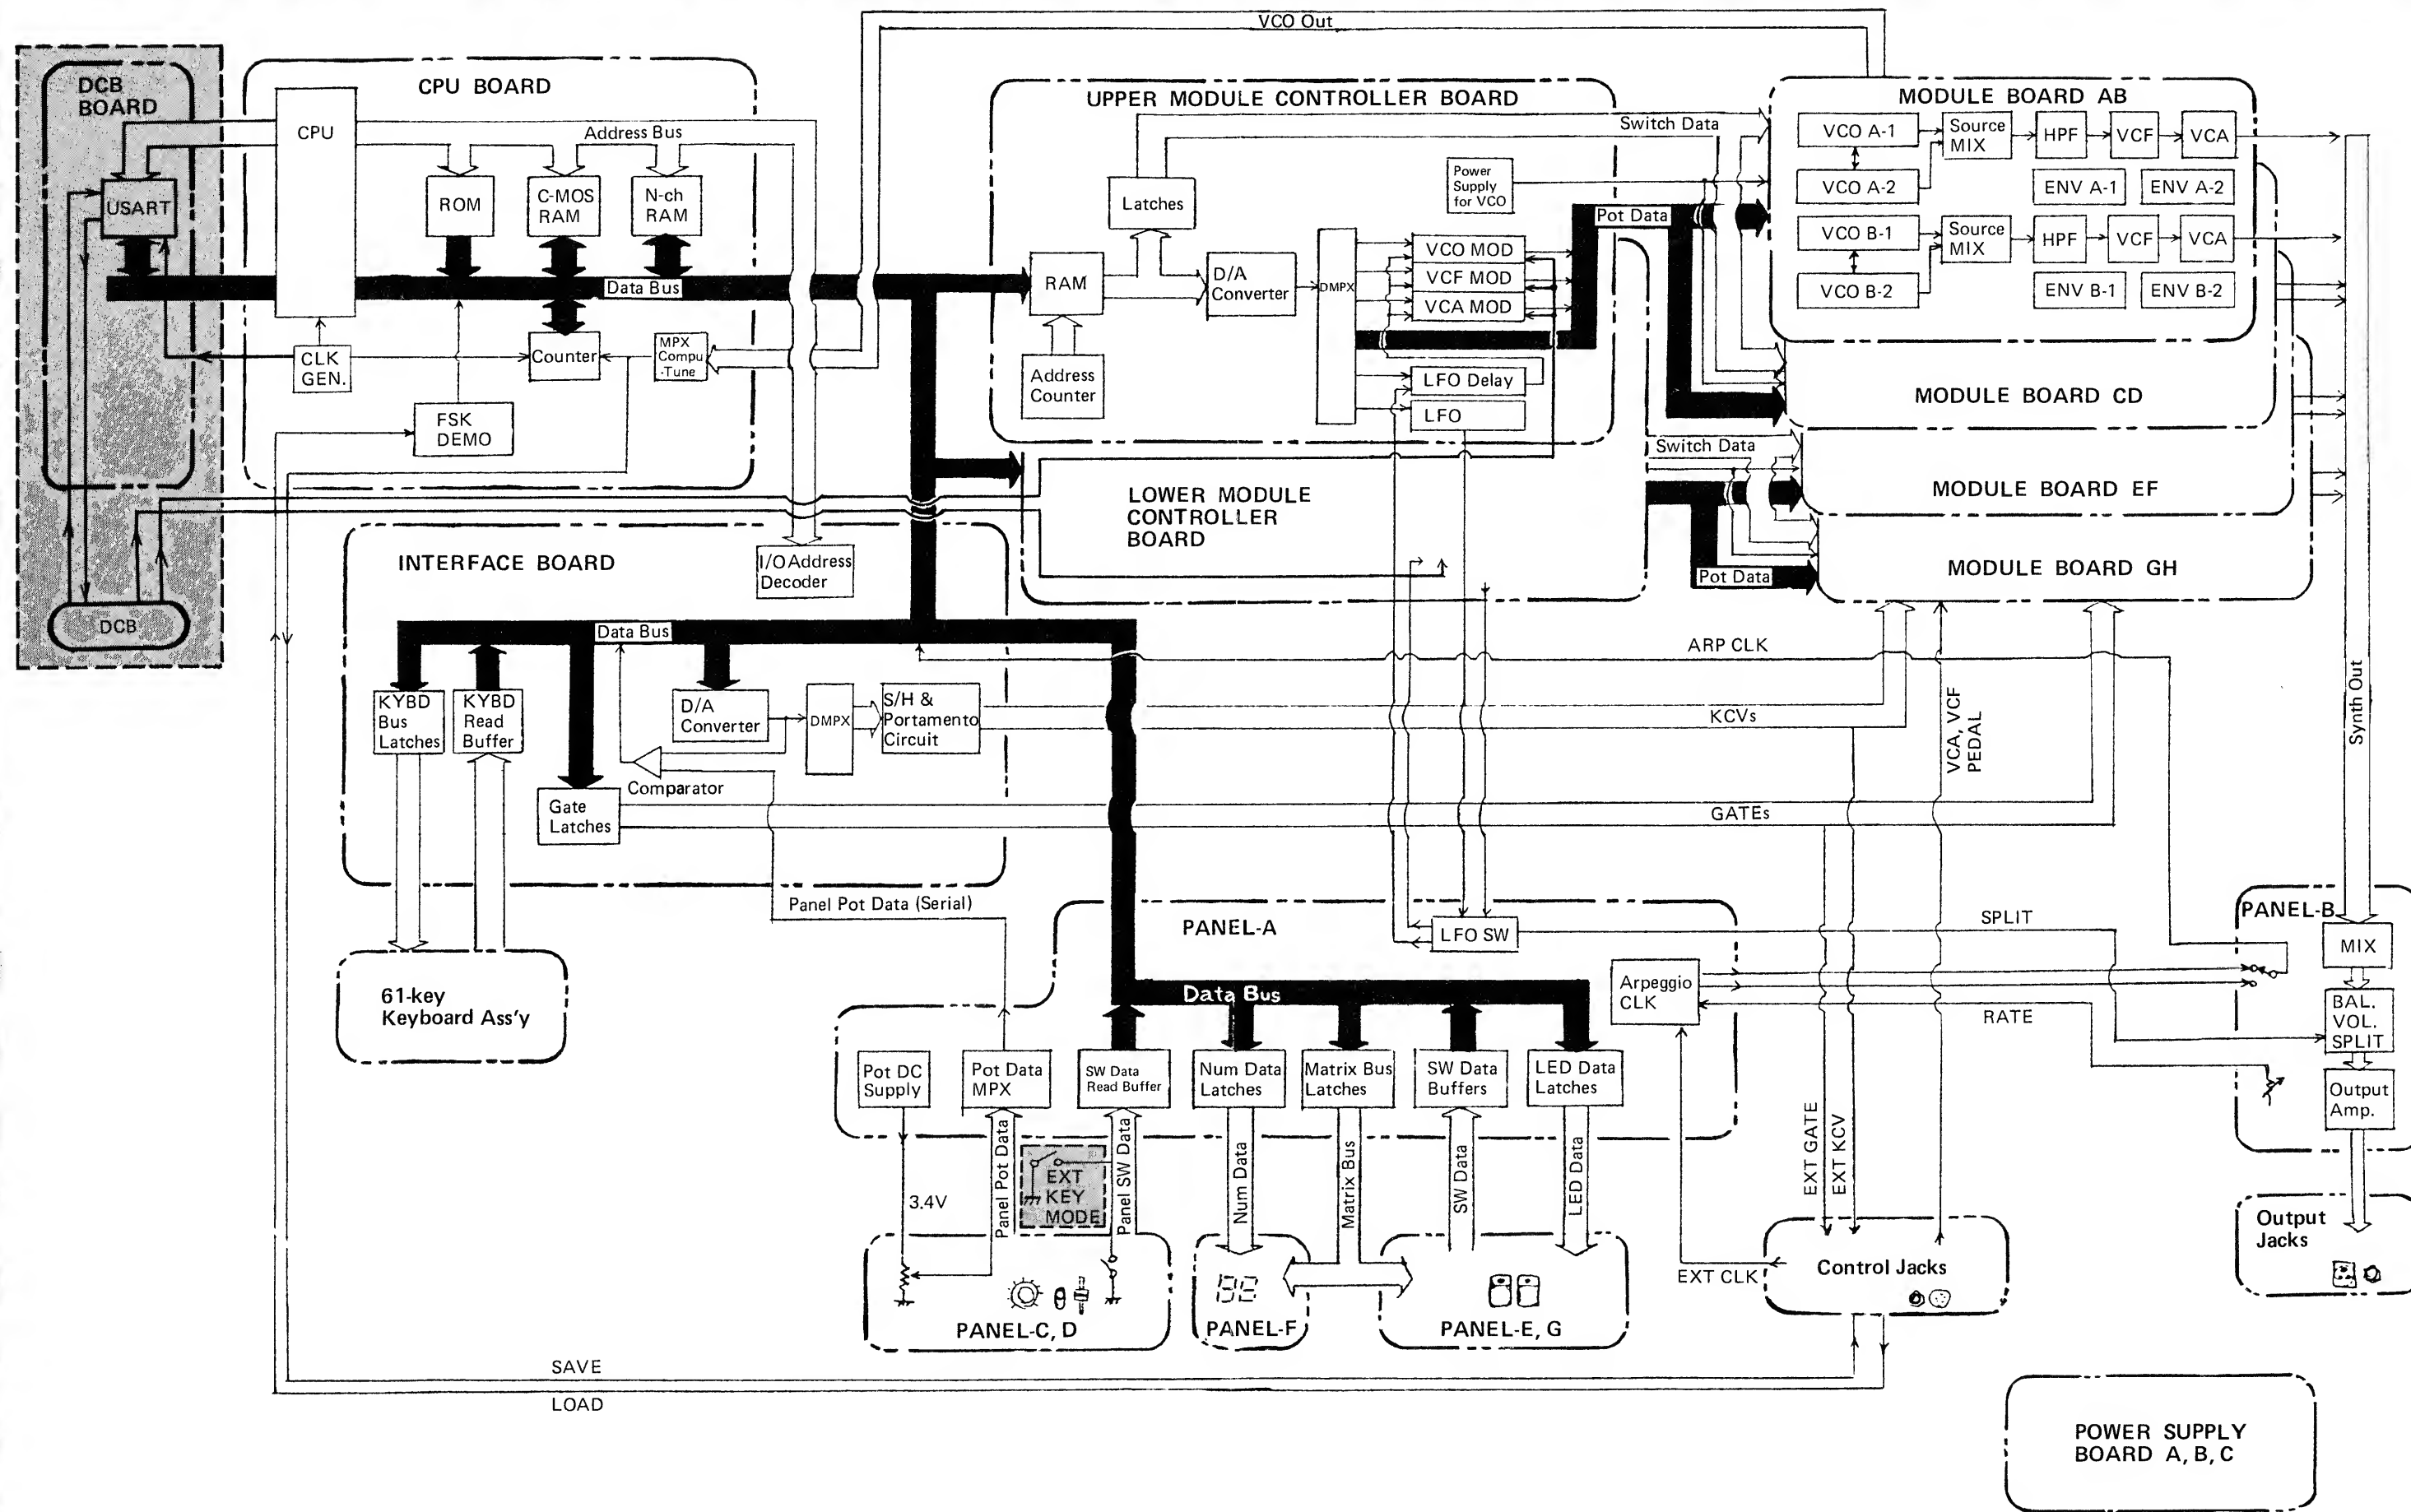 VCO Out
DCB
BOARD
USART
DCB
CPU BOARD
CPU
Address Bus
ROM
C-MOS
RAM
N-ch
RAM
Data Bus
CLK
GEN.
Counter
MPX
Compu
-Tune
FSK
DEMO
UPPER MODULE CONTROLLER BOARD
Switch Data
Latches
Power
Supply
for VCO
Pot Data
RAM
D/A
Converter
DMPX
VCO MOD
VCF MOD
VCA MOD
LFO Delay
LFO
Address
Counter
MODULE BOARD AB
VCO A-1
Source
MIX
HPF
VCF
VCA
VCO A-2
ENV A-1
ENV A-2
VCO B-1
Source
MIX
HPF
VCF
VCA
VCO B-2
ENV B-1
ENV B-2
MODULE BOARD CD
Switch Data
MODULE BOARD EF
Pot Data
MODULE BOARD GH
LOWER MODULE
CONTROLLER
BOARD
INTERFACE BOARD
I/O Address
Decoder
Data Bus
KYBD
Bus
Latches
KYBD
Read
Buffer
D/A
Converter
DMPX
S/H &
Portamento
Circuit
Comparator
Gate
Latches
ARP CLK
KCVs
GATEs
VCA, VCF
PEDAL
Synth Out
Panel Pot Data (Serial)
61-key
Keyboard Ass'y
PANEL-A
LFO SW
SPLIT
Data Bus
Arpeggio
CLK
RATE
PANEL-B
MIX
BAL.
VOL.
SPLIT
Output
Amp.
Pot DC
Supply
Pot Data
MPX
SW Data
Read Buffer
Num Data
Latches
Matrix Bus
Latches
SW Data
Buffers
LED Data
Latches
3.4V
Panel Pot Data
EXT
KEY
MODE
Panel SW Data
Num Data
Matrix Bus
SW Data
LED Data
EXT GATE
EXT KCV
EXT CLK
Control Jacks
Output
Jacks
PANEL-C, D
PANEL-F
PANEL-E, G
SAVE
LOAD
POWER SUPPLY
BOARD A, B, C